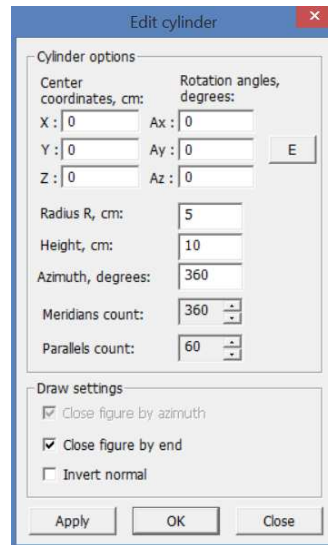 Edit cylinder
Cylinder options
Center coordinates, cm:
Rotation angles, degrees:
X : 0 Ax : 0
Y : 0 Ay : 0 E
Z : 0 Az : 0
Radius R, cm: 5
Height, cm: 10
Azimuth, degrees: 360
Meridians count: 360
Parallels count: 60
Draw settings
Close figure by azimuth
Close figure by end
Invert normal
Apply OK Close